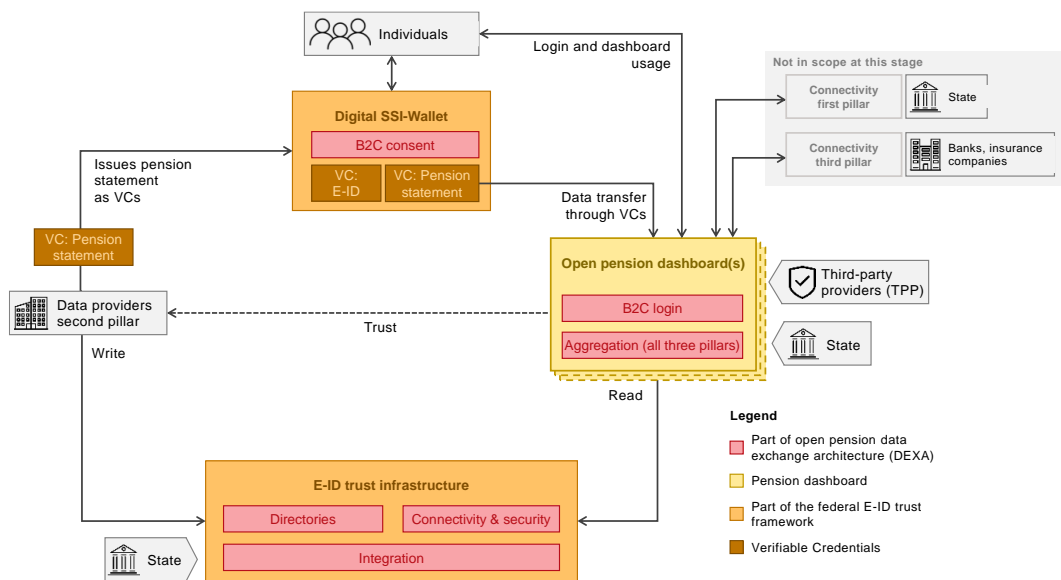 Individuals
Login and dashboard
usage
Not in scope at this stage
Connectivity
first pillar
State
Connectivity
third pillar
Banks, insurance
companies
Digital SSI-Wallet
B2C consent
VC:
E-ID
VC: Pension
statement
Issues pension
statement
as VCs
Data transfer
through VCs
VC: Pension
statement
Open pension dashboard(s)
B2C login
Aggregation (all three pillars)
Third-party
providers (TPP)
State
Data providers
second pillar
Trust
Write
Read
E-ID trust infrastructure
Directories
Connectivity & security
Integration
State
Legend
Part of open pension data
exchange architecture (DEXA)
Pension dashboard
Part of the federal E-ID trust
framework
Verifiable Credentials